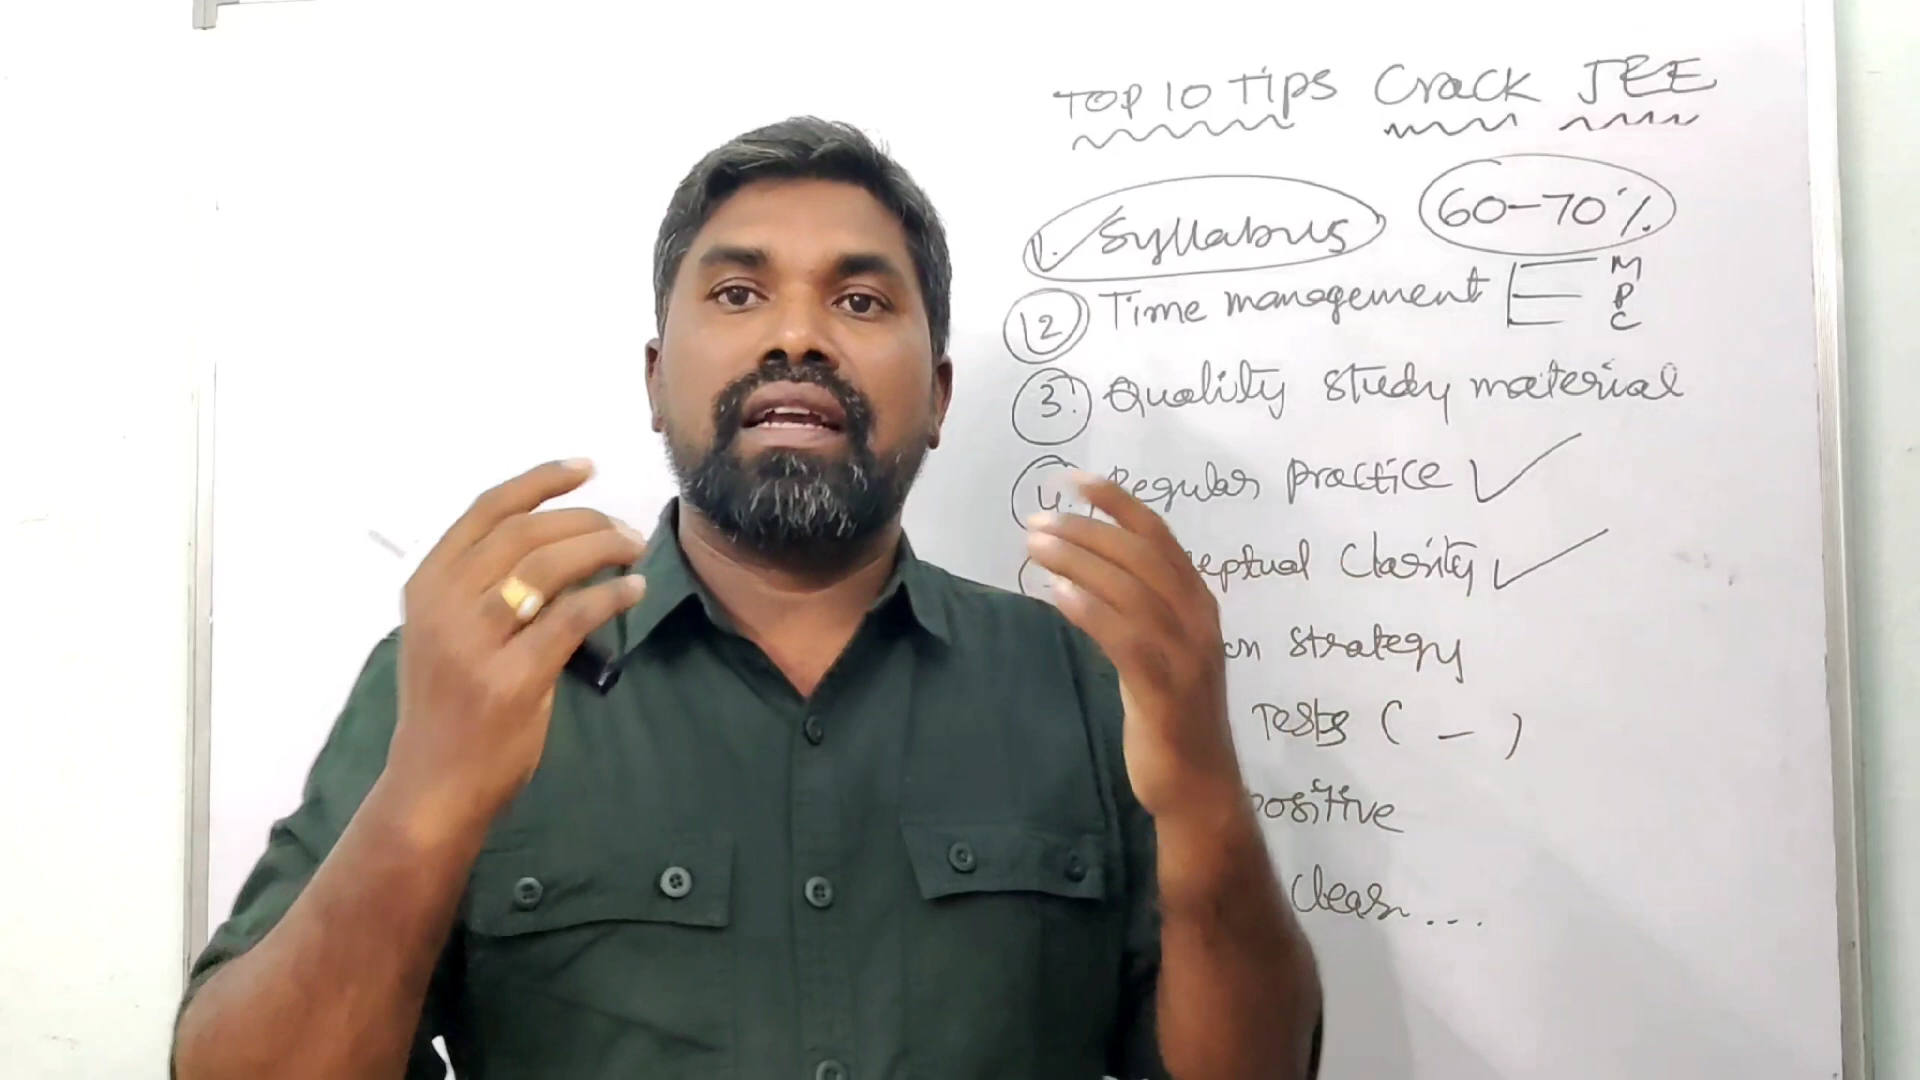 TOP 10 Tips Crack JEE
1. Syllabus 60-70%
2 Time management M
P
C
3. Quality study material
4. Regular practice
Clarity
strategy
Tests ( - )
positive
Clear...